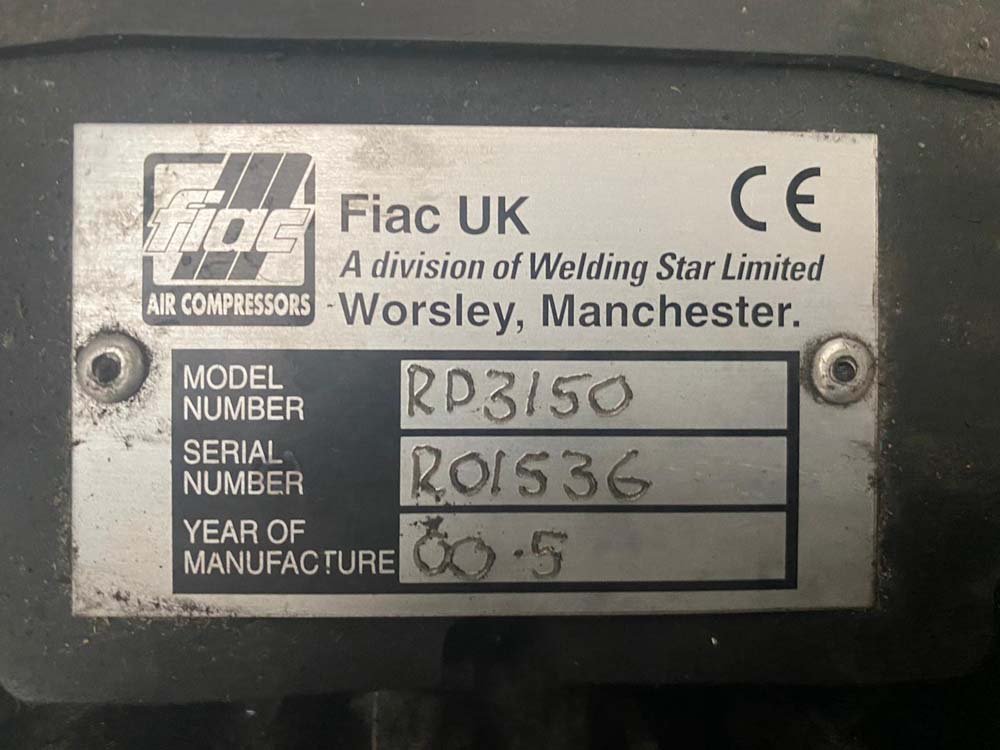 fiac
AIR COMPRESSORS
Fiac UK
CE
A division of Welding Star Limited
Worsley, Manchester.
MODEL NUMBER RP3150
SERIAL NUMBER R01536
YEAR OF MANUFACTURE 00.5